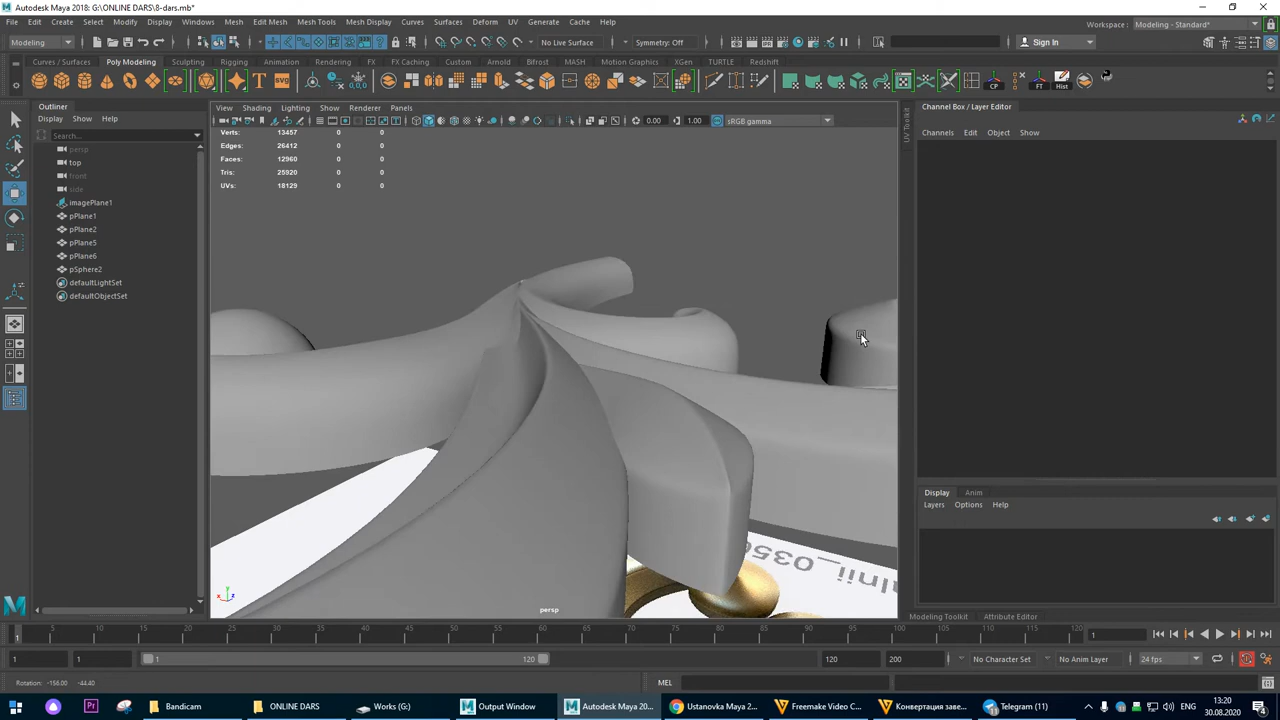 Autodesk Maya 2018: G:\ONLINE DARS\8-dars.mb*
File Edit Create Select Modify Display Windows Mesh Edit Mesh Mesh Tools Mesh Display Curves Surfaces Deform UV Generate Cache Help
Workspace : Modeling - Standard*
Modeling No Live Surface Symmetry: Off Sign In
Curves / Surfaces Poly Modeling Sculpting Rigging Animation Rendering FX FX Caching Custom Arnold Bifrost MASH Motion Graphics XGen TURTLE Redshift
CP FT Hist
Outliner View Shading Lighting Show Renderer Panels Channel Box / Layer Editor
Display Show Help 0.00 1.00 sRGB gamma
Channels Edit Object Show
Search...
UV Toolkit
persp
top
front
side
imagePlane1
pPlane1
pPlane2
pPlane5
pPlane6
pSphere2
defaultLightSet
defaultObjectSet
Verts: 13457 0 0
Edges: 26412 0 0
Faces: 12960 0 0
Tris: 25920 0 0
UVs: 18129 0 0
persp
Display Anim
Layers Options Help
Modeling Toolkit Attribute Editor
5 10 15 20 25 30 35 40 45 50 55 60 65 70 75 80 85 90 95 100 105 110 115 120
1
1
1 1 1 120 120 200 No Character Set No Anim Layer 24 fps
Rotation: -156.00 -44.40 MEL
Bandicam ONLINE DARS Works (G:) Output Window Autodesk Maya 20... Ustanovka Maya 2... Freemake Video C... Конвертация заве... Telegram (11) ENG 13:20
30.08.2020